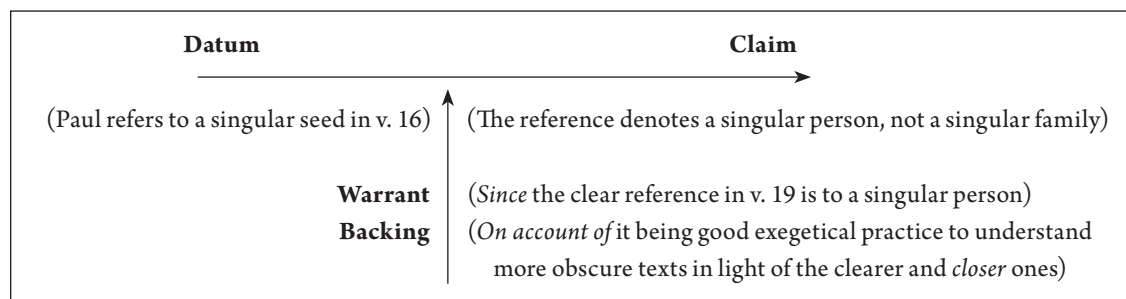 Datum Claim
(Paul refers to a singular seed in v. 16) (The reference denotes a singular person, not a singular family)
Warrant (Since the clear reference in v. 19 is to a singular person)
Backing (On account of it being good exegetical practice to understand
more obscure texts in light of the clearer and closer ones)